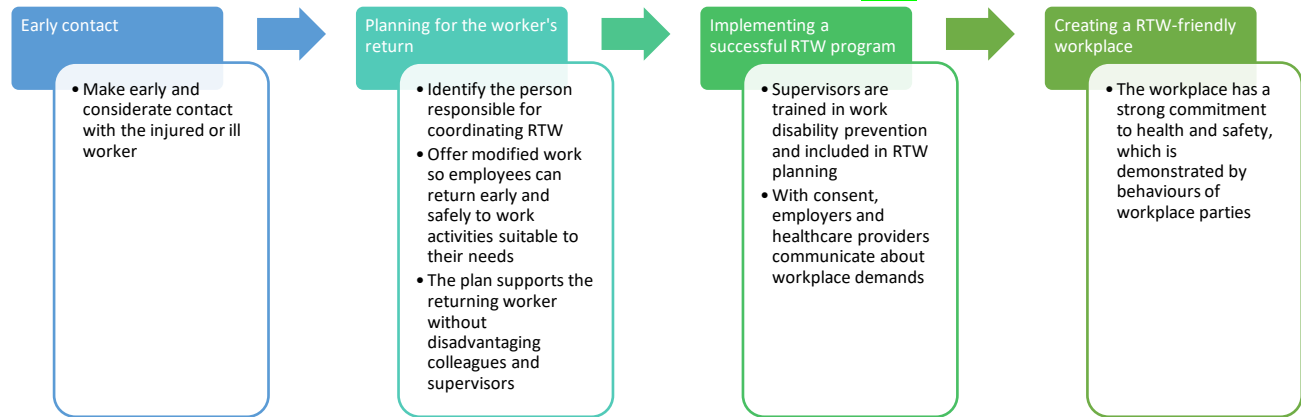 Early contact
• Make early and
considerate contact
with the injured or ill
worker
Planning for the worker's
return
• Identify the person
responsible for
coordinating RTW
• Offer modified work
so employees can
return early and
safely to work
activities suitable to
their needs
• The plan supports the
returning worker
without
disadvantaging
colleagues and
supervisors
Implementing a
successful RTW program
• Supervisors are
trained in work
disability prevention
and included in RTW
planning
• With consent,
employers and
healthcare providers
communicate about
workplace demands
Creating a RTW-friendly
workplace
• The workplace has a
strong commitment
to health and safety,
which is
demonstrated by
behaviours of
workplace parties